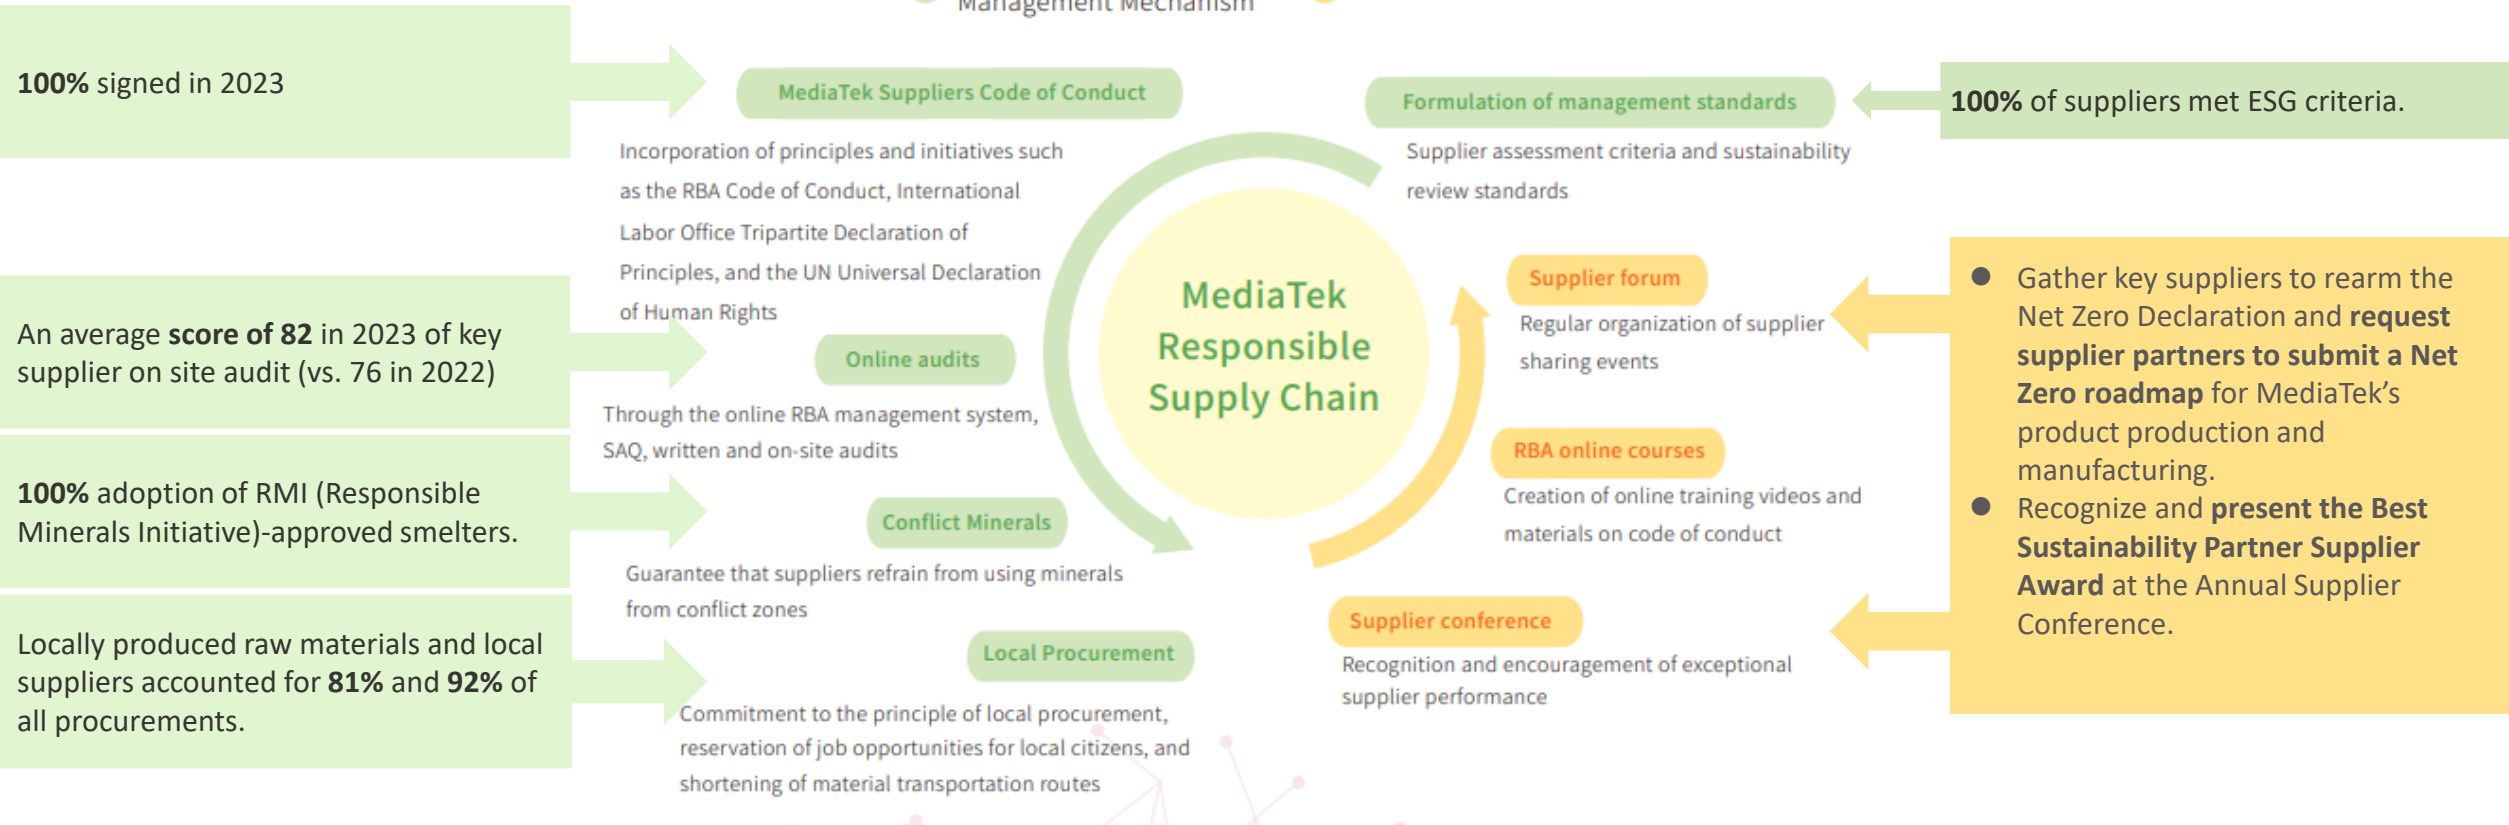 Management Mechanism
100% signed in 2023
MediaTek Suppliers Code of Conduct
Incorporation of principles and initiatives such
as the RBA Code of Conduct, International
Labor Office Tripartite Declaration of
Principles, and the UN Universal Declaration
of Human Rights
An average score of 82 in 2023 of key
supplier on site audit (vs. 76 in 2022)
Online audits
Through the online RBA management system,
SAQ, written and on-site audits
100% adoption of RMI (Responsible
Minerals Initiative)-approved smelters.
Conflict Minerals
Guarantee that suppliers refrain from using minerals
from conflict zones
Locally produced raw materials and local
suppliers accounted for 81% and 92% of
all procurements.
Local Procurement
Commitment to the principle of local procurement,
reservation of job opportunities for local citizens, and
shortening of material transportation routes
MediaTek
Responsible
Supply Chain
Formulation of management standards
Supplier assessment criteria and sustainability
review standards
100% of suppliers met ESG criteria.
Supplier forum
Regular organization of supplier
sharing events
RBA online courses
Creation of online training videos and
materials on code of conduct
Supplier conference
Recognition and encouragement of exceptional
supplier performance
● Gather key suppliers to rearm the
Net Zero Declaration and request
supplier partners to submit a Net
Zero roadmap for MediaTek’s
product production and
manufacturing.
● Recognize and present the Best
Sustainability Partner Supplier
Award at the Annual Supplier
Conference.